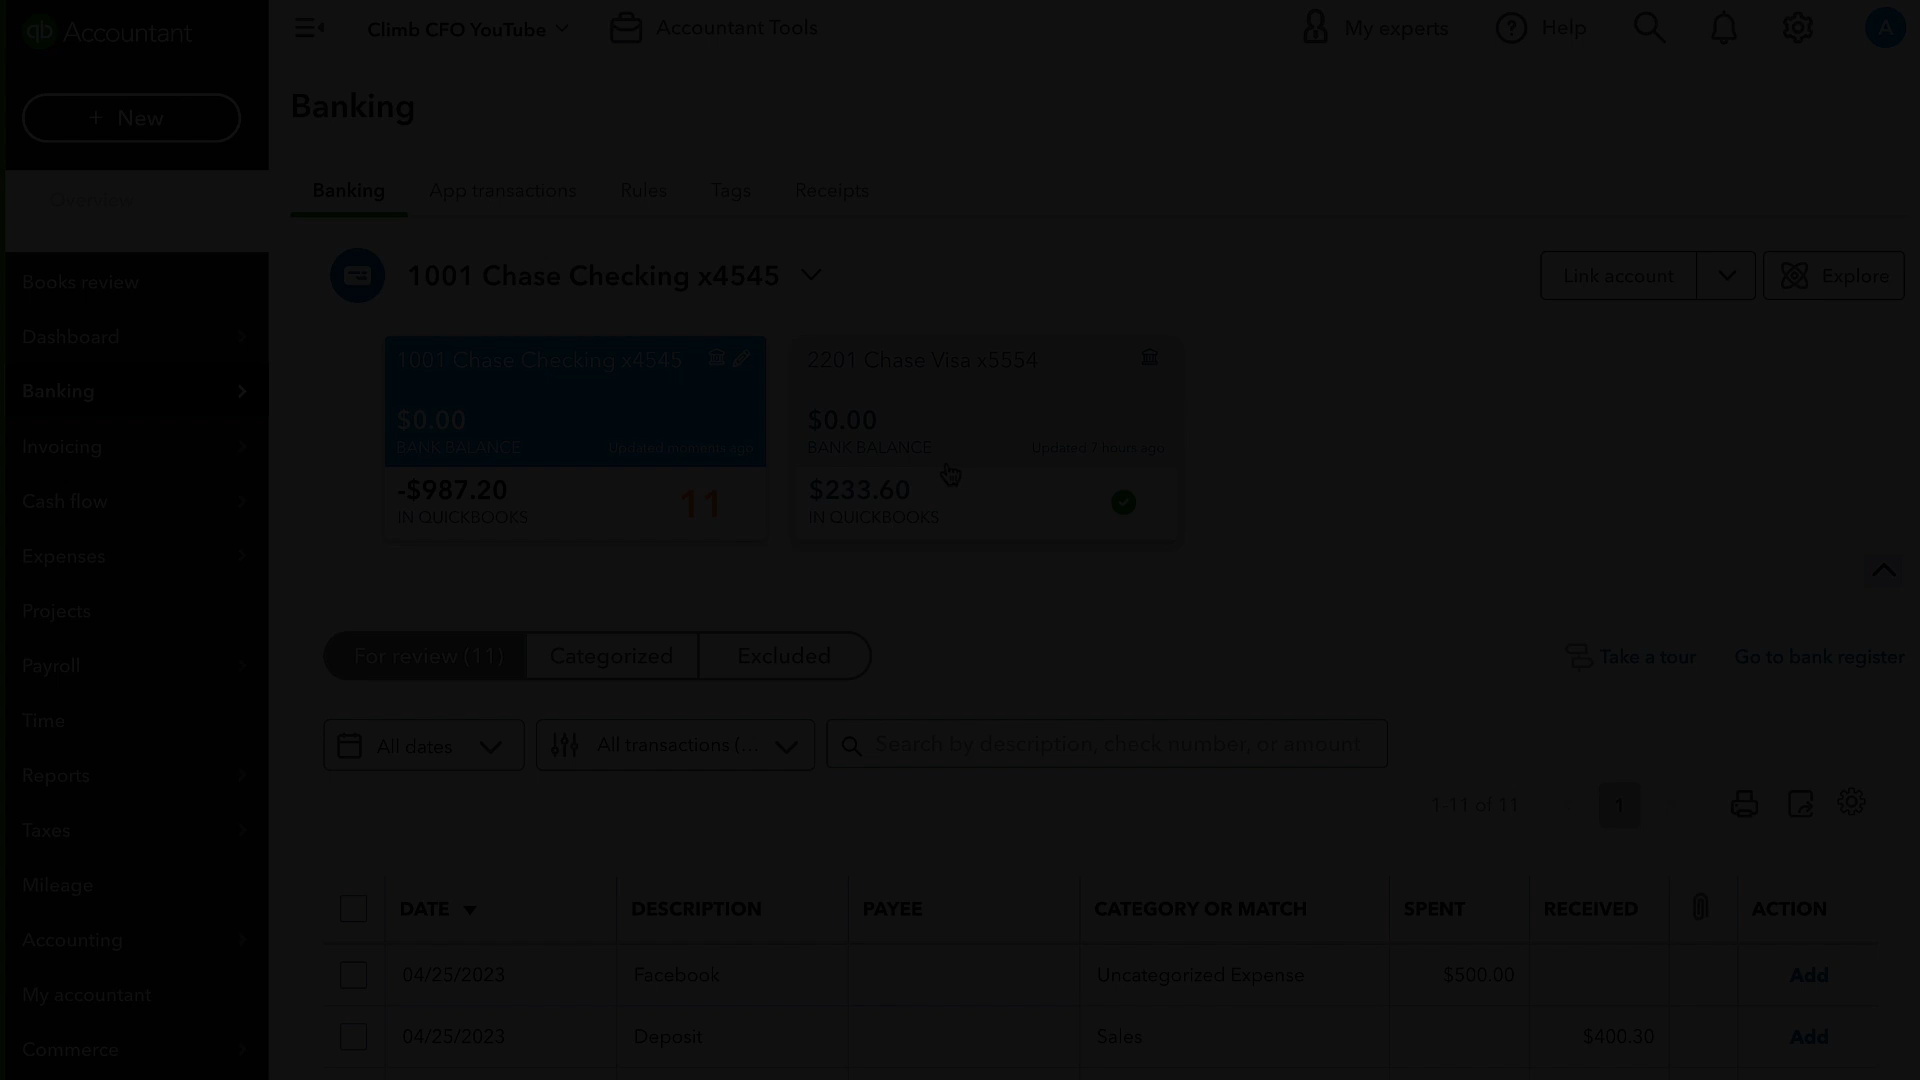 qb Accountant
Climb CFO YouTube
Accountant Tools
My experts
Help
A
+ New
Banking
Overview
Banking
App transactions
Rules
Tags
Receipts
Books review
1001 Chase Checking x4545
Link account
Explore
Dashboard
1001 Chase Checking x4545
2201 Chase Visa x5554
Banking
$0.00
$0.00
BANK BALANCE
Updated moments ago
BANK BALANCE
Updated 7 hours ago
Invoicing
-$987.20
11
$233.60
Cash flow
IN QUICKBOOKS
IN QUICKBOOKS
Expenses
Projects
For review (11)
Categorized
Excluded
Take a tour
Go to bank register
Payroll
Time
All dates
All transactions (...
Search by description, check number, or amount
Reports
1-11 of 11
1
Taxes
Mileage
DATE
DESCRIPTION
PAYEE
CATEGORY OR MATCH
SPENT
RECEIVED
ACTION
Accounting
04/25/2023
Facebook
Uncategorized Expense
$500.00
Add
My accountant
04/25/2023
Deposit
Sales
$400.30
Add
Commerce